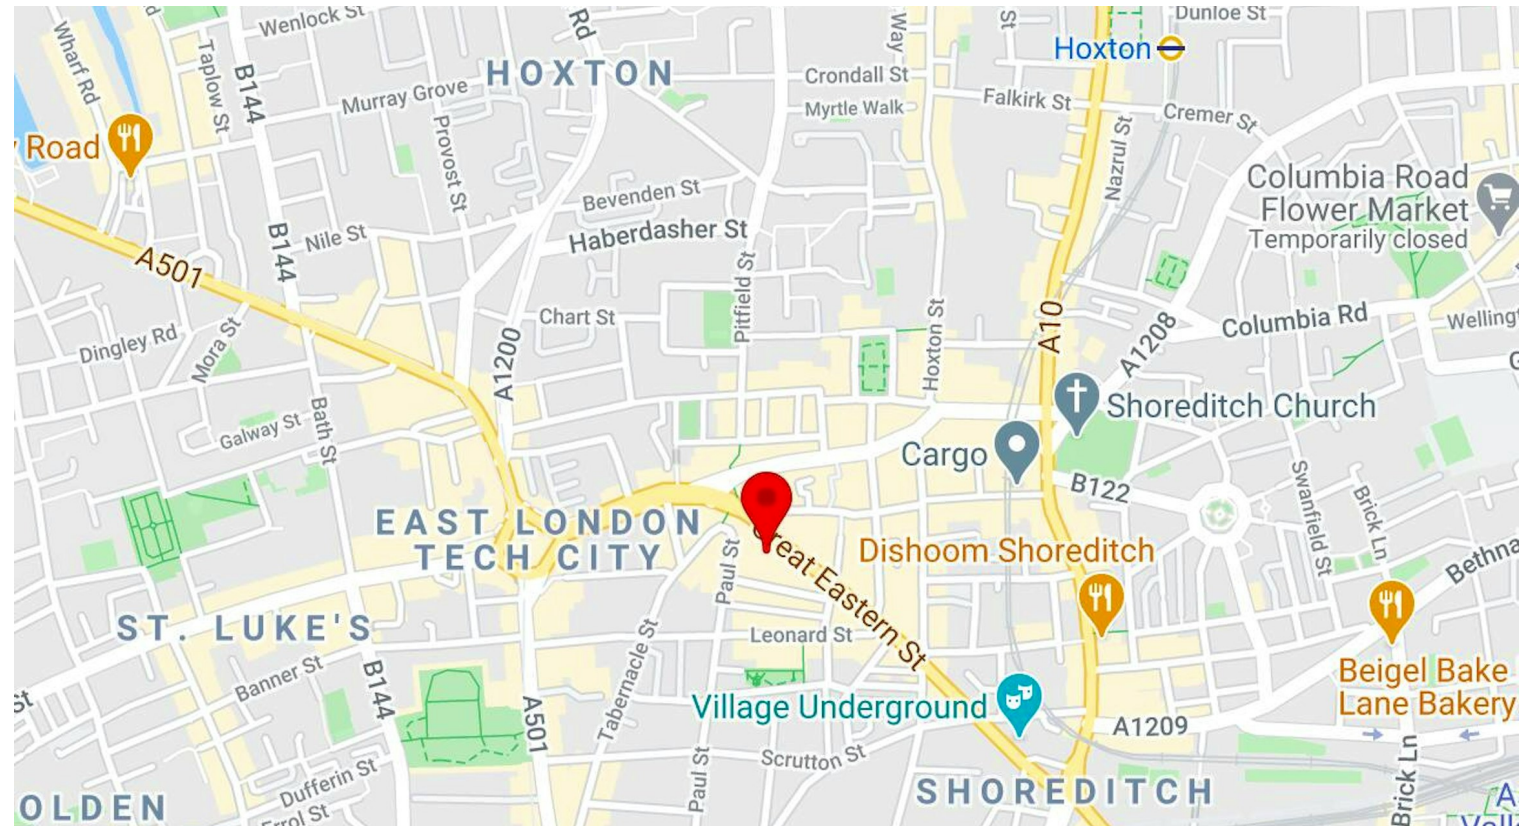 Wenlock St
Rd
Way
St
Dunloe St
Hoxton
Wharf Rd
Taplow St
B144
HOXTON
Murray Grove
Provost St
Crondall St
Myrtle Walk
Falkirk St
Cremer St
Nazrul St
Road
Columbia Road
Flower Market
Temporarily closed
Bevenden St
Haberdasher St
Nile St
B144
A501
Pitfield St
Chart St
Hoxton St
A10
A1208
Columbia Rd
Dingley Rd
Mora St
A1200
Shoreditch Church
Galway St
Bath St
Cargo
B122
Swanfield St
Brick Ln
EAST LONDON
TECH CITY
Great Eastern St
Dishoom Shoreditch
Paul St
ST. LUKE'S
Leonard St
Banner St
B144
Tabernacle St
A501
Village Underground
Beigel Bake
Lane Bakery
A1209
St
Scrutton St
Paul St
Dufferin St
Errol St
OLDEN
SHOREDITCH
Brick Ln